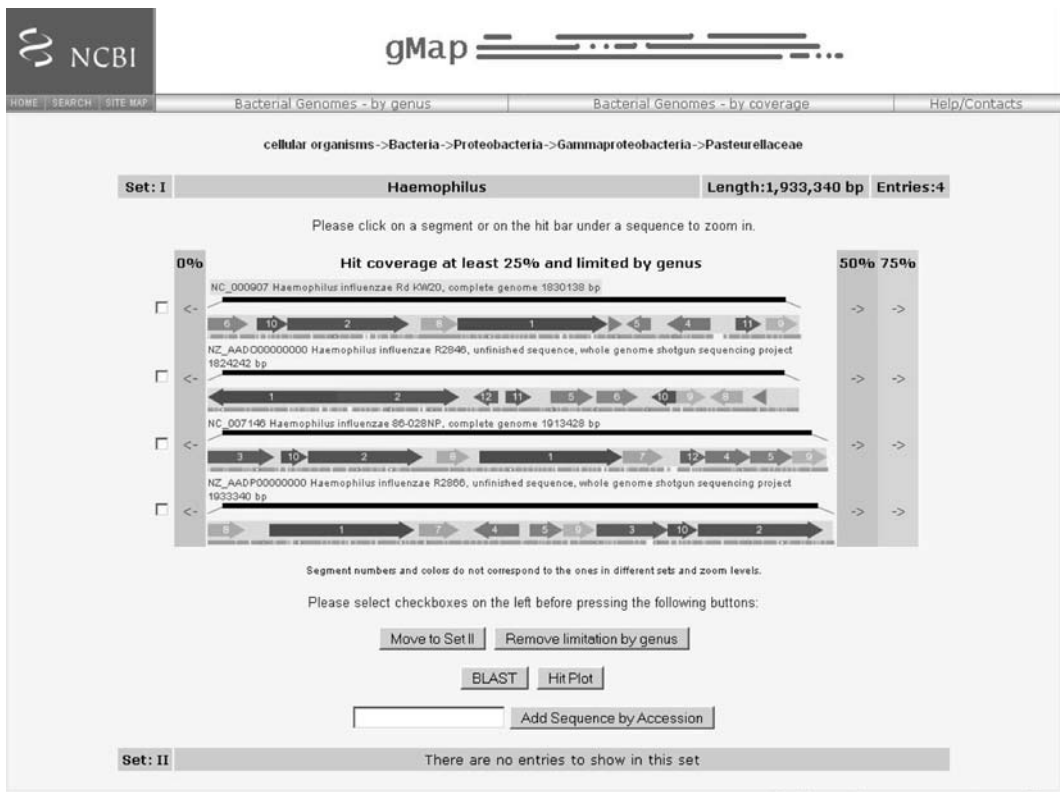 NCBI
gMap
HOME SEARCH SITE MAP Bacterial Genomes - by genus Bacterial Genomes - by coverage Help/Contacts
cellular organisms->Bacteria->Proteobacteria->Gammaproteobacteria->Pasteurellaceae
Set: I Haemophilus Length:1,933,340 bp Entries:4
Please click on a segment or on the hit bar under a sequence to zoom in.
0% Hit coverage at least 25% and limited by genus 50% 75%
NC_000907 Haemophilus influenzae Rd KW20, complete genome 1830138 bp
<- -> ->
6 10 2 8 1 5 4 11 9
NZ_AADO00000000 Haemophilus influenzae R2846, unfinished sequence, whole genome shotgun sequencing project
1824242 bp
<- -> ->
1 2 12 11 5 6 10 9 8
NC_007146 Haemophilus influenzae 86-028NP, complete genome 1913428 bp
<- -> ->
3 10 2 8 1 7 12 4 5 9
NZ_AADP00000000 Haemophilus influenzae R2866, unfinished sequence, whole genome shotgun sequencing project
1933340 bp
<- -> ->
8 1 7 4 5 9 3 10 2
Segment numbers and colors do not correspond to the ones in different sets and zoom levels.
Please select checkboxes on the left before pressing the following buttons:
Move to Set II Remove limitation by genus
BLAST Hit Plot
Add Sequence by Accession
Set: II There are no entries to show in this set